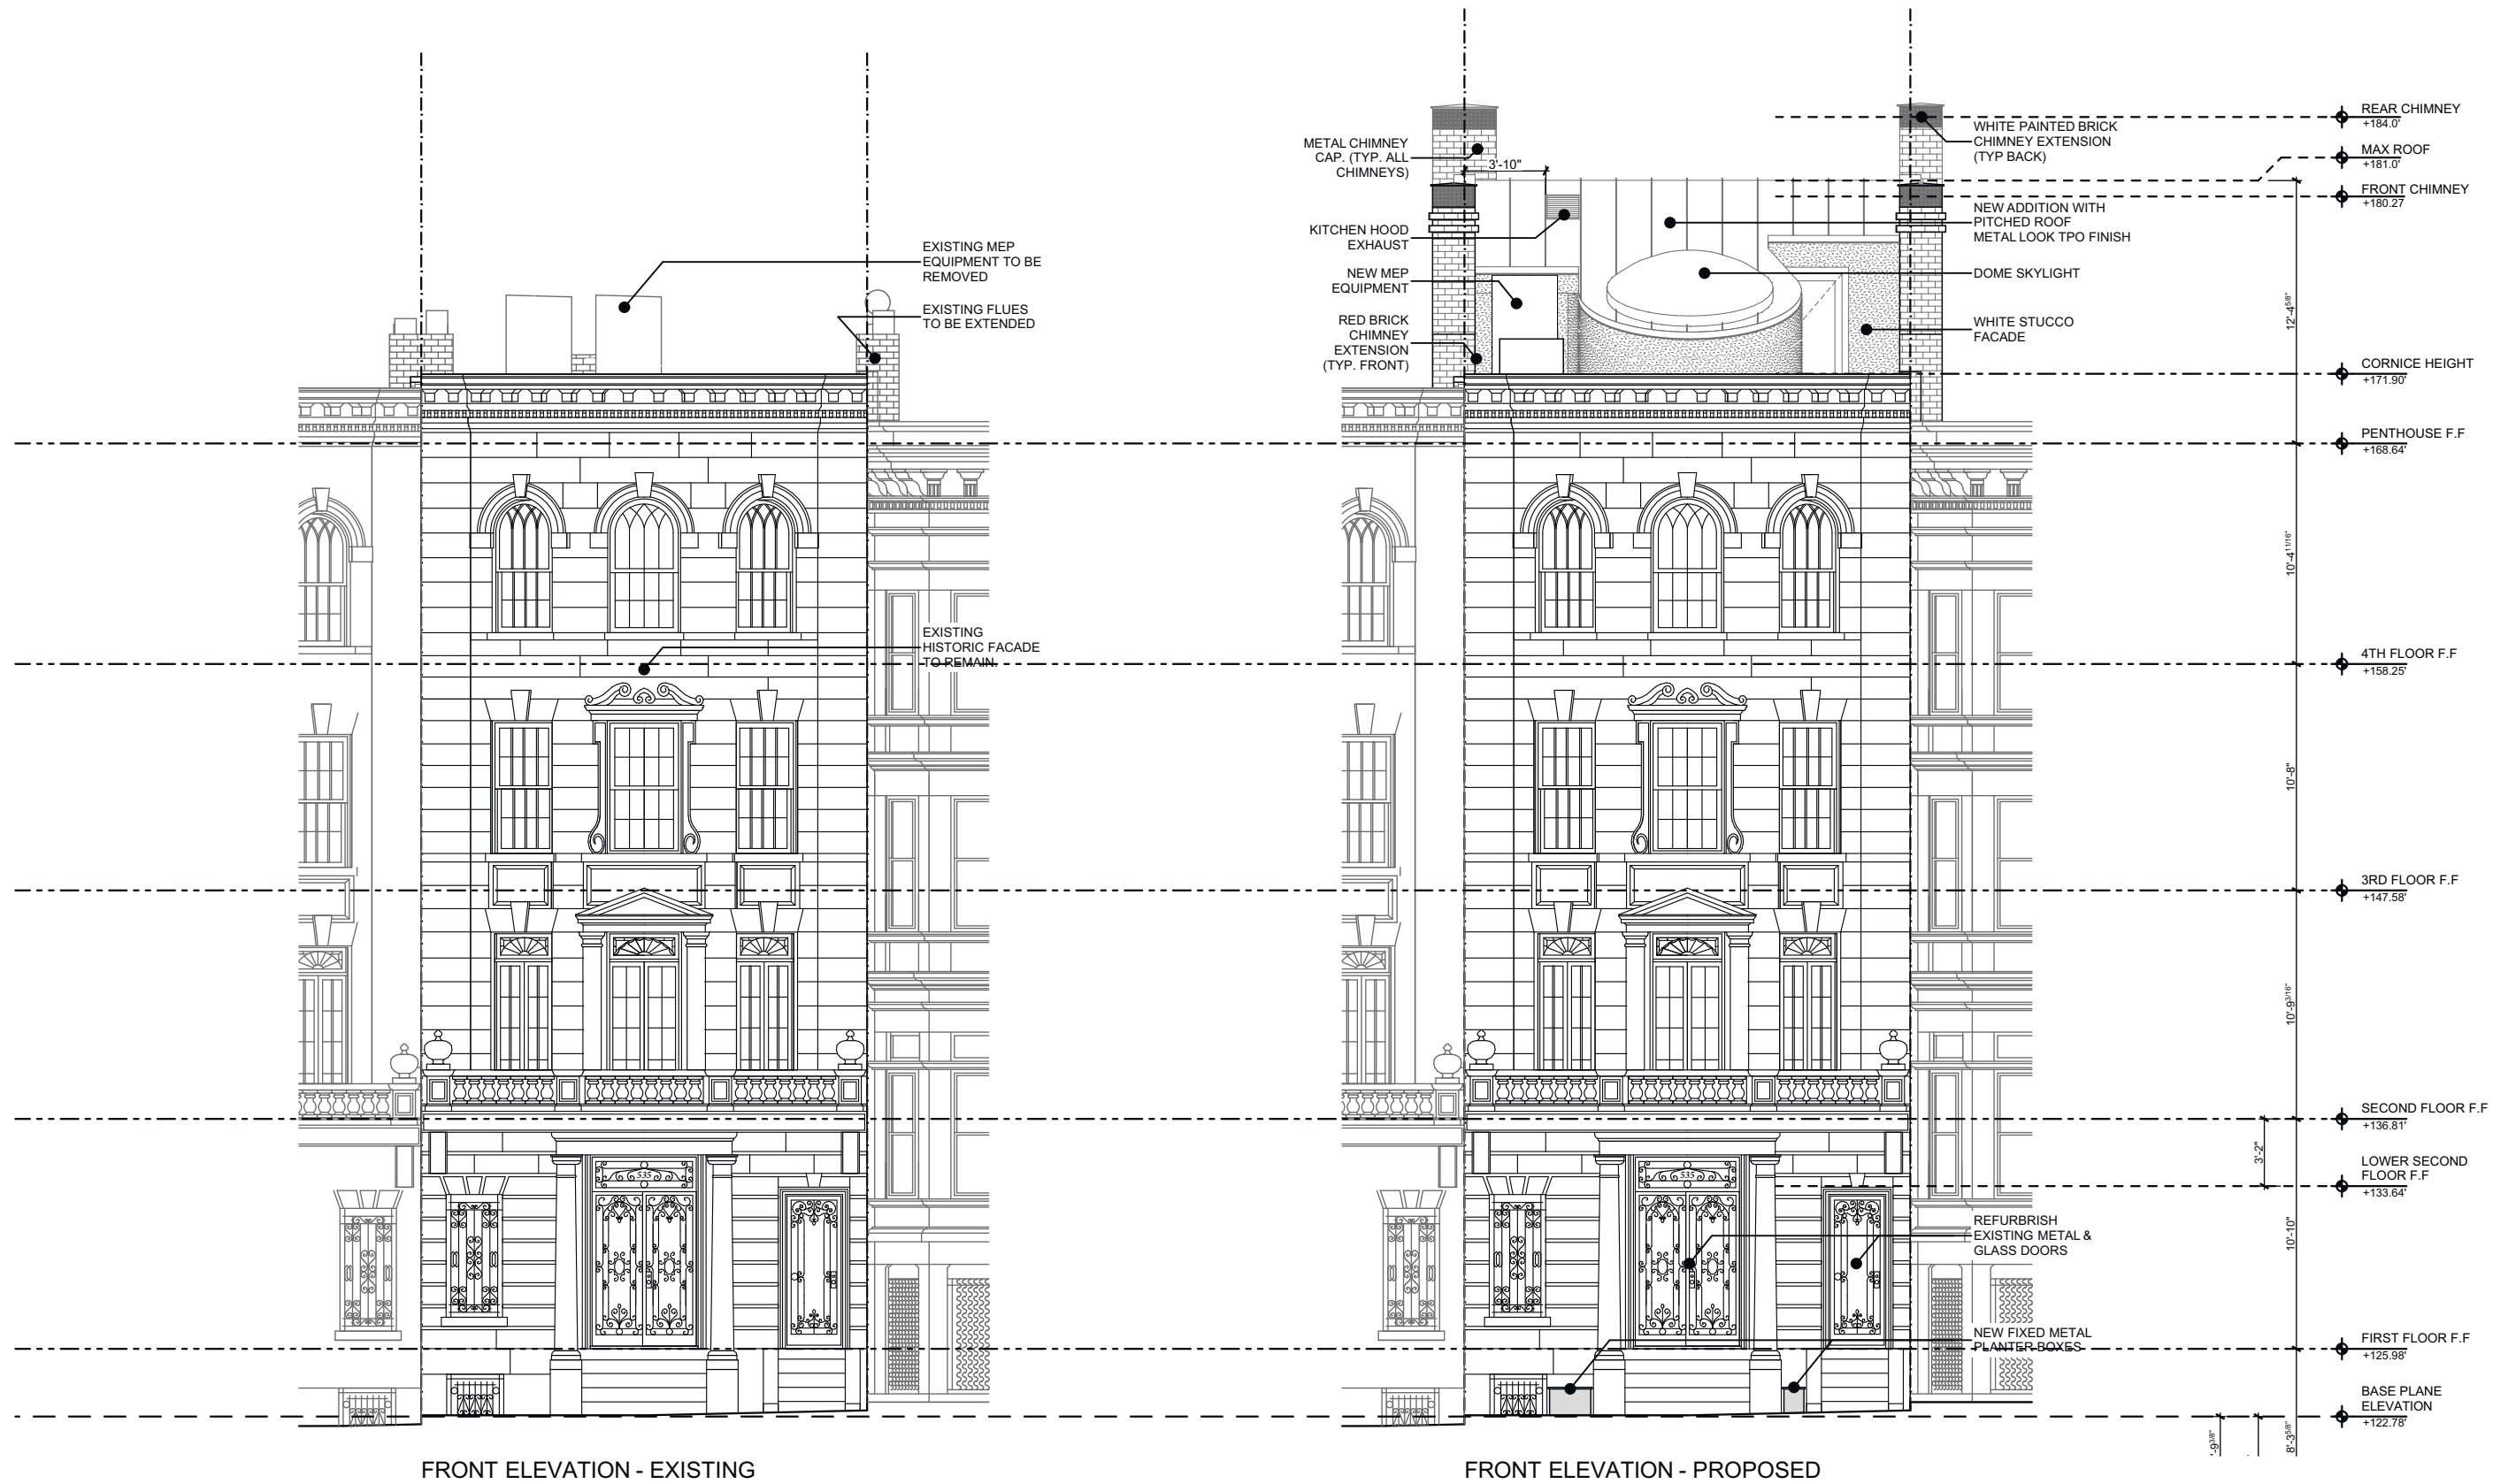 EXISTING MEP
EQUIPMENT TO BE
REMOVED
EXISTING FLUES
TO BE EXTENDED
EXISTING
HISTORIC FACADE
TO REMAIN.
535
FRONT ELEVATION - EXISTING
METAL CHIMNEY
CAP. (TYP. ALL
CHIMNEYS)
3'-10"
KITCHEN HOOD
EXHAUST
NEW MEP
EQUIPMENT
RED BRICK
CHIMNEY
EXTENSION
(TYP. FRONT)
WHITE PAINTED BRICK
CHIMNEY EXTENSION
(TYP BACK)
NEW ADDITION WITH
PITCHED ROOF
METAL LOOK TPO FINISH
DOME SKYLIGHT
WHITE STUCCO
FACADE
535
REFURBRISH
EXISTING METAL &
GLASS DOORS
NEW FIXED METAL
PLANTER BOXES
FRONT ELEVATION - PROPOSED
12'-4 5/8"
10'-4 11/16"
10'-8"
10'-9 3/16"
3'-2"
10'-10"
8'-3 5/8"
REAR CHIMNEY
+184.0'
MAX ROOF
+181.0'
FRONT CHIMNEY
+180.27
CORNICE HEIGHT
+171.90'
PENTHOUSE F.F
+168.64'
4TH FLOOR F.F
+158.25'
3RD FLOOR F.F
+147.58'
SECOND FLOOR F.F
+136.81'
LOWER SECOND
FLOOR F.F
+133.64'
FIRST FLOOR F.F
+125.98'
BASE PLANE
ELEVATION
+122.78'